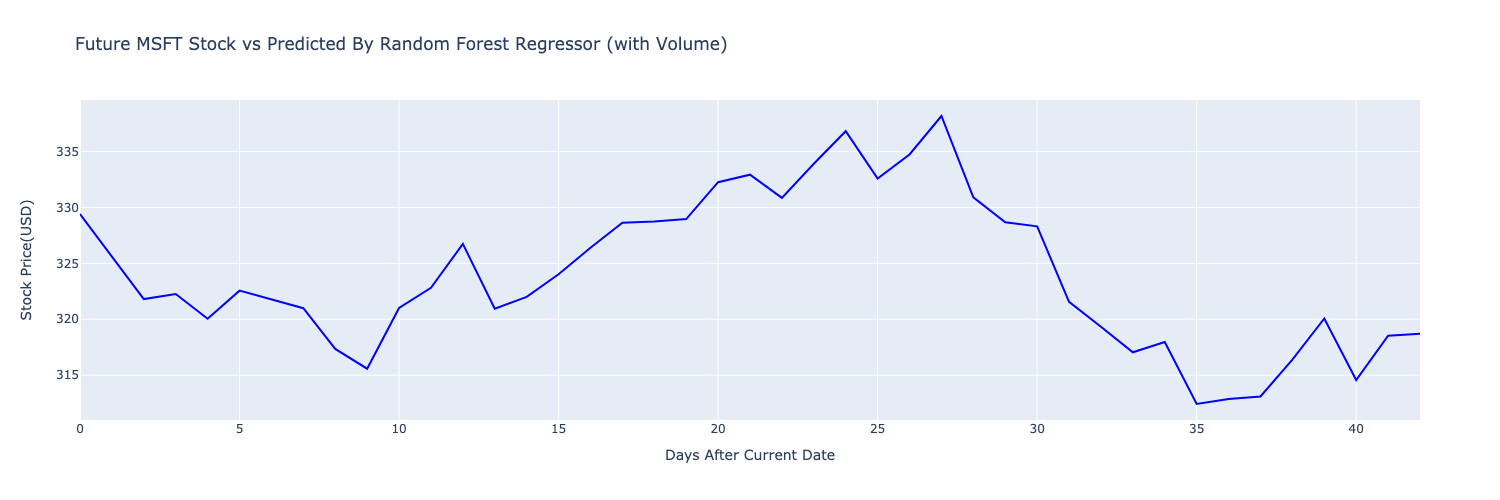 Future MSFT Stock vs Predicted By Random Forest Regressor (with Volume)
Stock Price(USD)
335
330
325
320
315
0 5 10 15 20 25 30 35 40
Days After Current Date